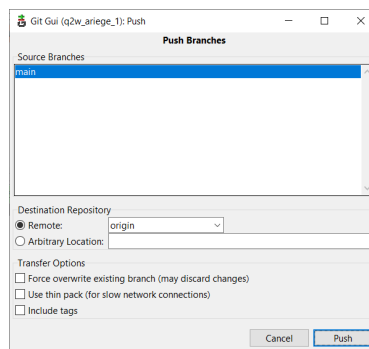 Git Gui (q2w_ariege_1): Push
Push Branches
Source Branches
main
Destination Repository
Remote: origin
Arbitrary Location:
Transfer Options
Force overwrite existing branch (may discard changes)
Use thin pack (for slow network connections)
Include tags
Cancel Push